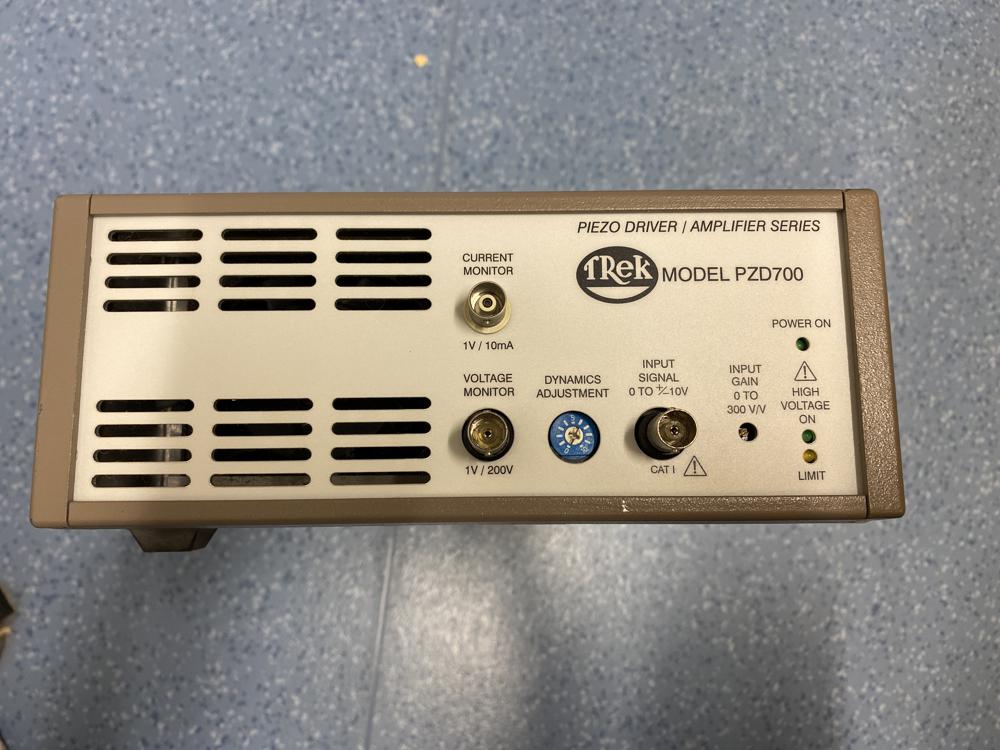 PIEZO DRIVER / AMPLIFIER SERIES
TRek MODEL PZD700
CURRENT
MONITOR
1V / 10mA
POWER ON
VOLTAGE
MONITOR
1V / 200V
DYNAMICS
ADJUSTMENT
INPUT
SIGNAL
0 TO +/-10V
CAT I
INPUT
GAIN
0 TO
300 V/V
HIGH
VOLTAGE
ON
LIMIT